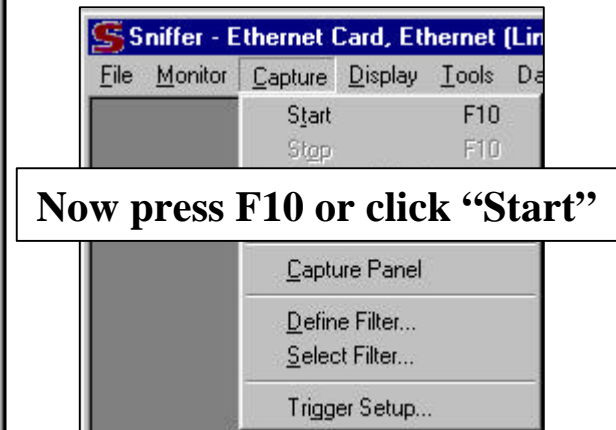 Sniffer - Ethernet Card, Ethernet (Lin
File Monitor Capture Display Tools Da
Start F10
Stop F10
Now press F10 or click “Start”
Capture Panel
Define Filter...
Select Filter...
Trigger Setup...